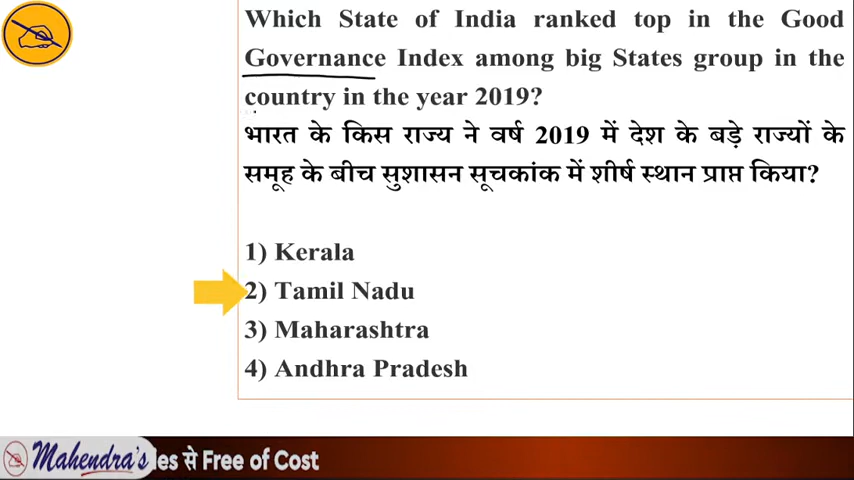 Which State of India ranked top in the Good
Governance Index among big States group in the
country in the year 2019?
भारत के किस राज्य ने वर्ष 2019 में देश के बड़े राज्यों के
समूह के बीच सुशासन सूचकांक में शीर्ष स्थान प्राप्त किया?
1) Kerala
2) Tamil Nadu
3) Maharashtra
4) Andhra Pradesh
Mahendra's les से Free of Cost